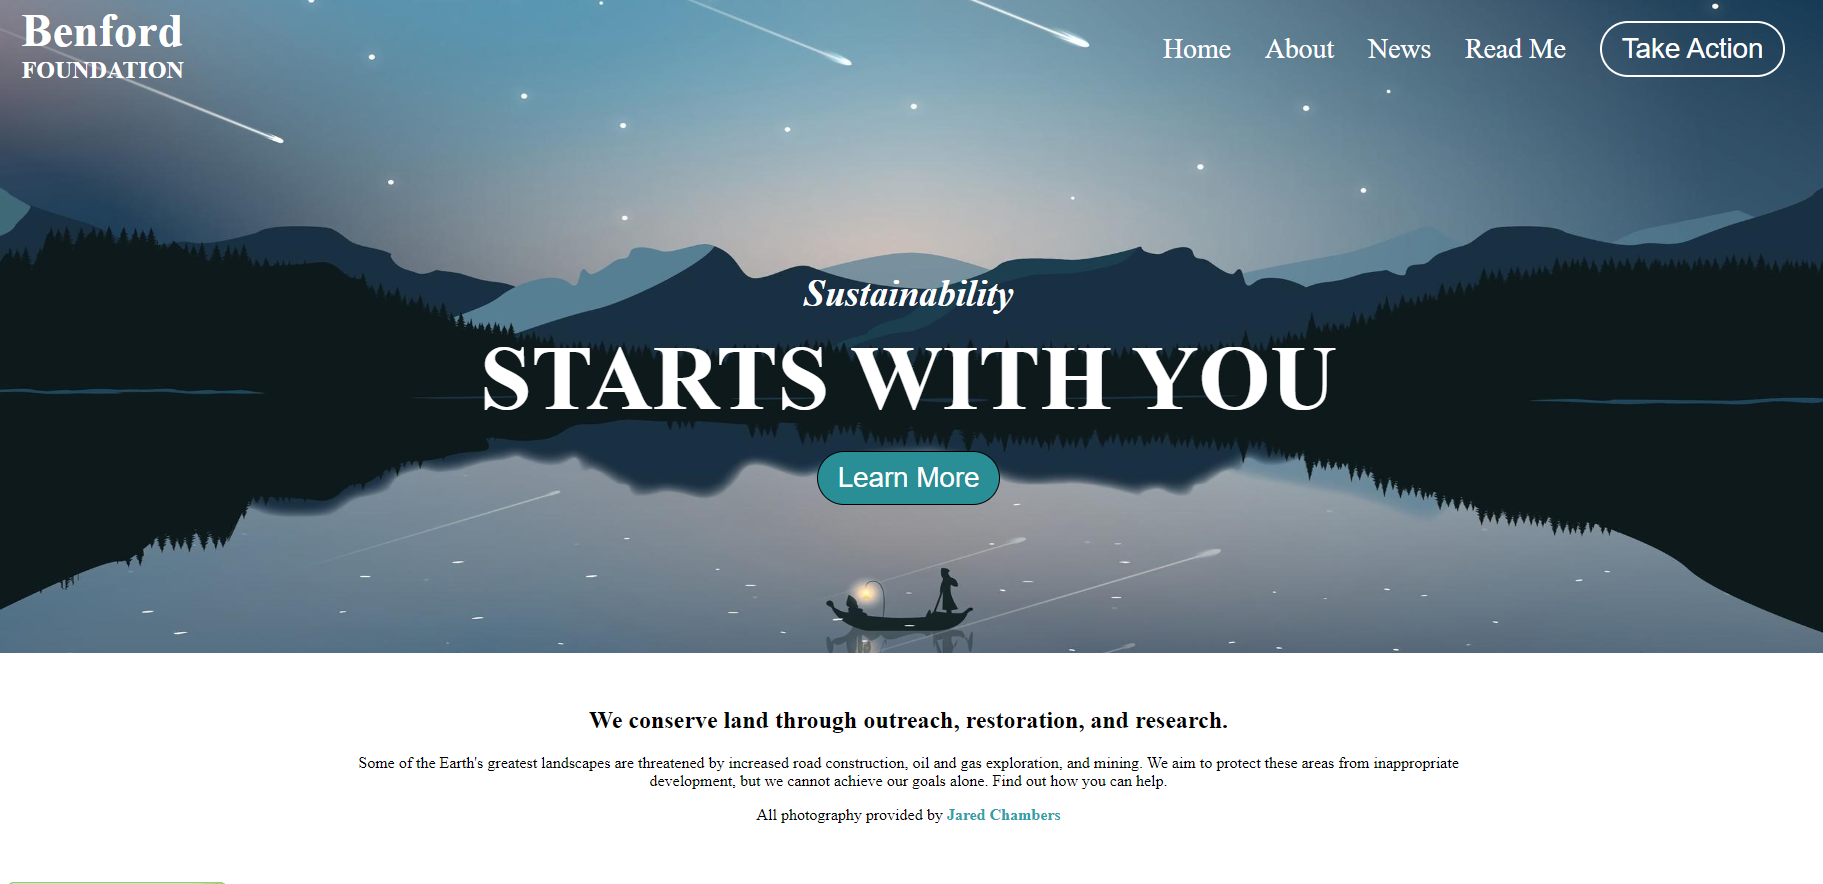 Benford
FOUNDATION
Home About News Read Me Take Action
Sustainability
STARTS WITH YOU
Learn More
We conserve land through outreach, restoration, and research.
Some of the Earth's greatest landscapes are threatened by increased road construction, oil and gas exploration, and mining. We aim to protect these areas from inappropriate
development, but we cannot achieve our goals alone. Find out how you can help.
All photography provided by Jared Chambers